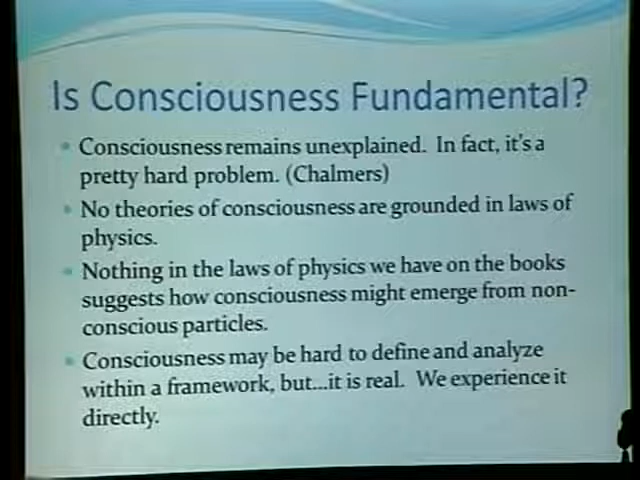 Is Consciousness Fundamental?
• Consciousness remains unexplained. In fact, it's a
pretty hard problem. (Chalmers)
• No theories of consciousness are grounded in laws of
physics.
• Nothing in the laws of physics we have on the books
suggests how consciousness might emerge from non-
conscious particles.
• Consciousness may be hard to define and analyze
within a framework, but...it is real. We experience it
directly.